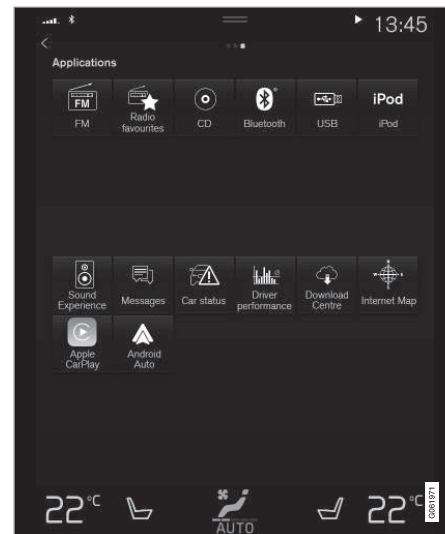 13:45
Applications
FM
Radio favourites
CD
Bluetooth
USB
iPod
iPod
FM
Sound Experience
Messages
Car status
Driver performance
Download Centre
Internet Map
Apple CarPlay
Android Auto
22°C
AUTO
22°C
G061971